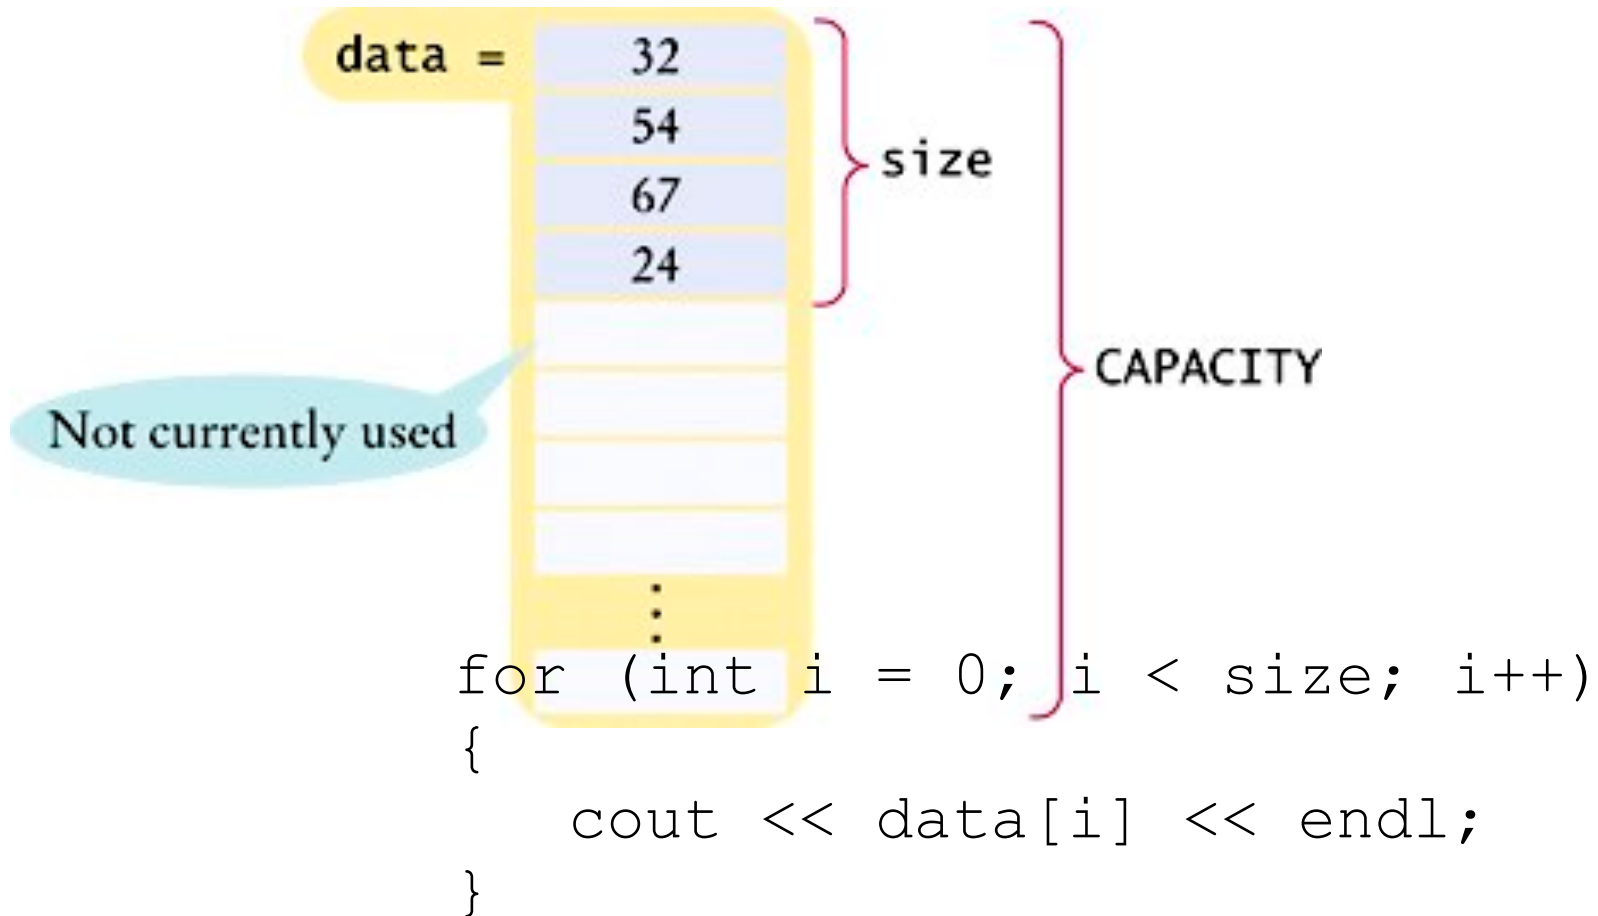 data =
32
54
67
24
size
CAPACITY
Not currently used
for (int i = 0; i < size; i++)
{
cout << data[i] << endl;
}